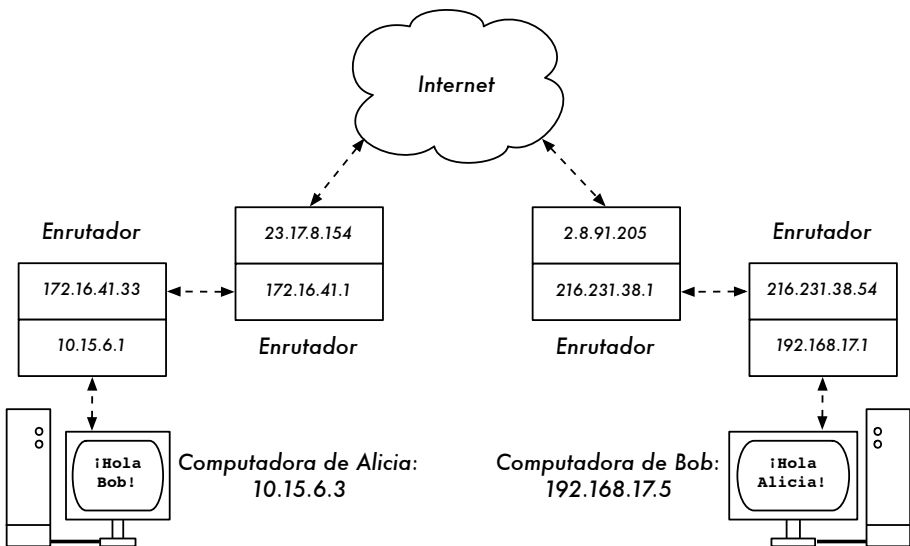 Internet
Enrutador
23.17.8.154
2.8.91.205
Enrutador
172.16.41.33
172.16.41.1
216.231.38.1
216.231.38.54
10.15.6.1
Enrutador
Enrutador
192.168.17.1
¡Hola
Bob!
Computadora de Alicia:
10.15.6.3
Computadora de Bob:
192.168.17.5
¡Hola
Alicia!